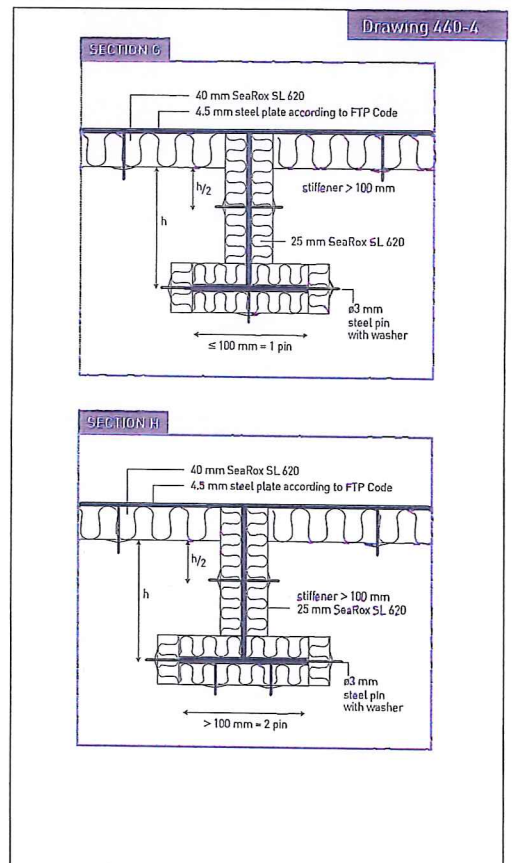 Drawing 440-4
SECTION G
40 mm SeaRox SL 620
4.5 mm steel plate according to FTP Code
h/2
stiffener > 100 mm
h
25 mm SeaRox SL 620
ø3 mm
steel pin
with washer
≤ 100 mm = 1 pin
SECTION H
40 mm SeaRox SL 620
4.5 mm steel plate according to FTP Code
h/2
h
stiffener > 100 mm
25 mm SeaRox SL 620
ø3 mm
steel pin
with washer
> 100 mm = 2 pin